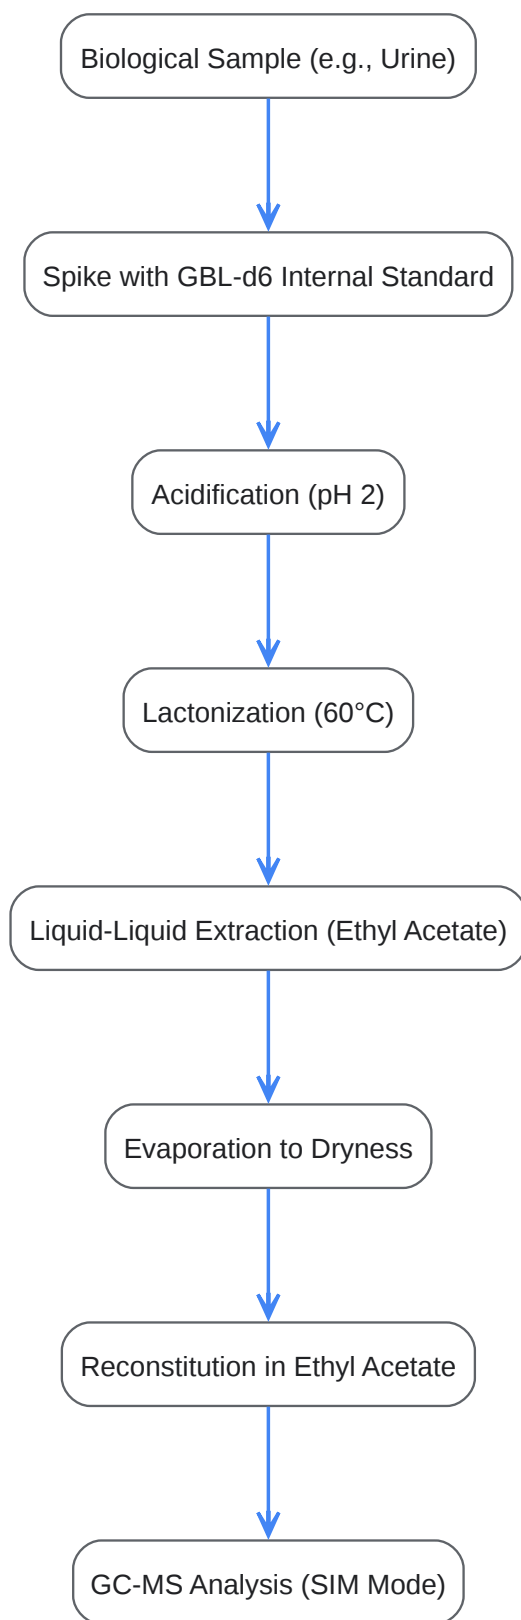 Biological Sample (e.g., Urine)
Spike with GBL-d6 Internal Standard
Acidification (pH 2)
Lactonization (60°C)
Liquid-Liquid Extraction (Ethyl Acetate)
Evaporation to Dryness
Reconstitution in Ethyl Acetate
GC-MS Analysis (SIM Mode)